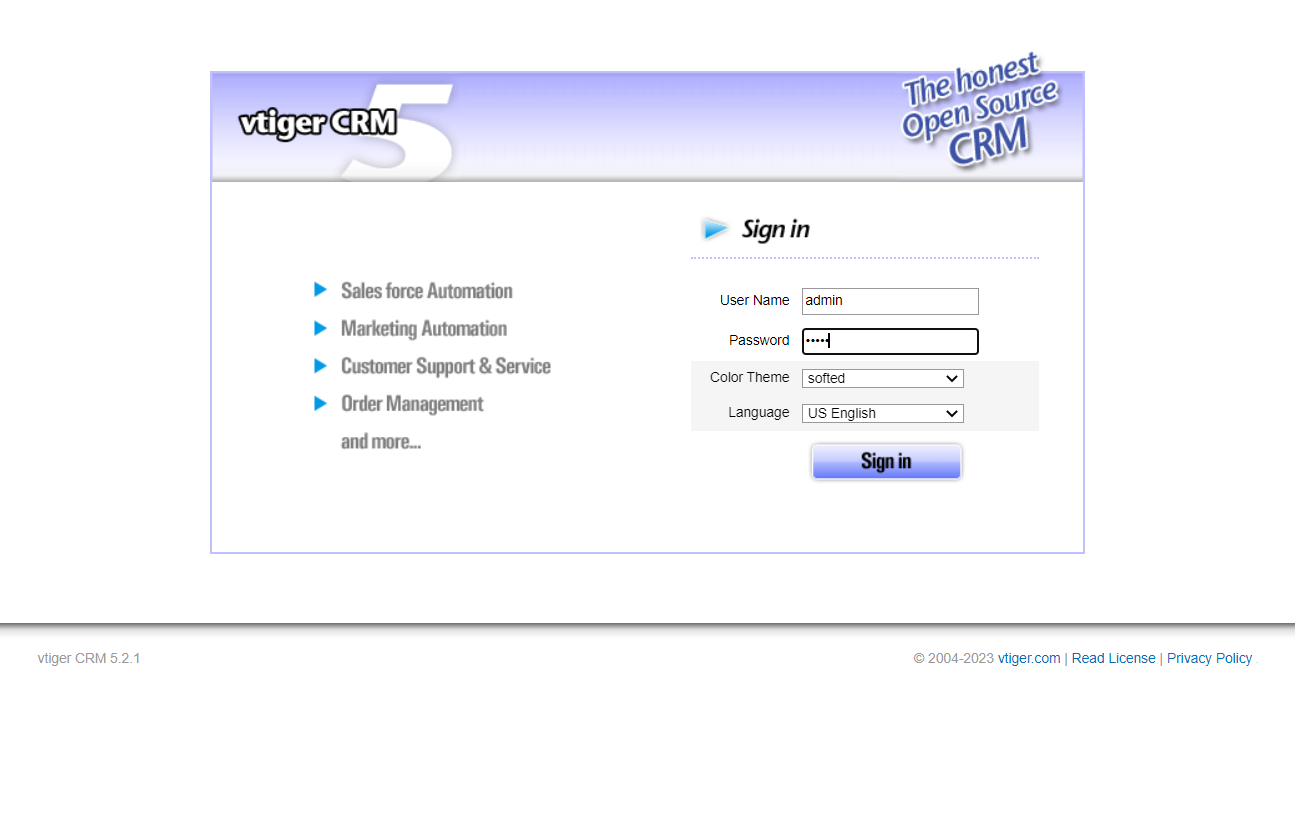 vtiger CRM 5
The honest
Open Source
CRM
Sign in
Sales force Automation
Marketing Automation
Customer Support & Service
Order Management
and more...
User Name admin
Password •••••
Color Theme softed
Language US English
Sign in
vtiger CRM 5.2.1
© 2004-2023 vtiger.com | Read License | Privacy Policy